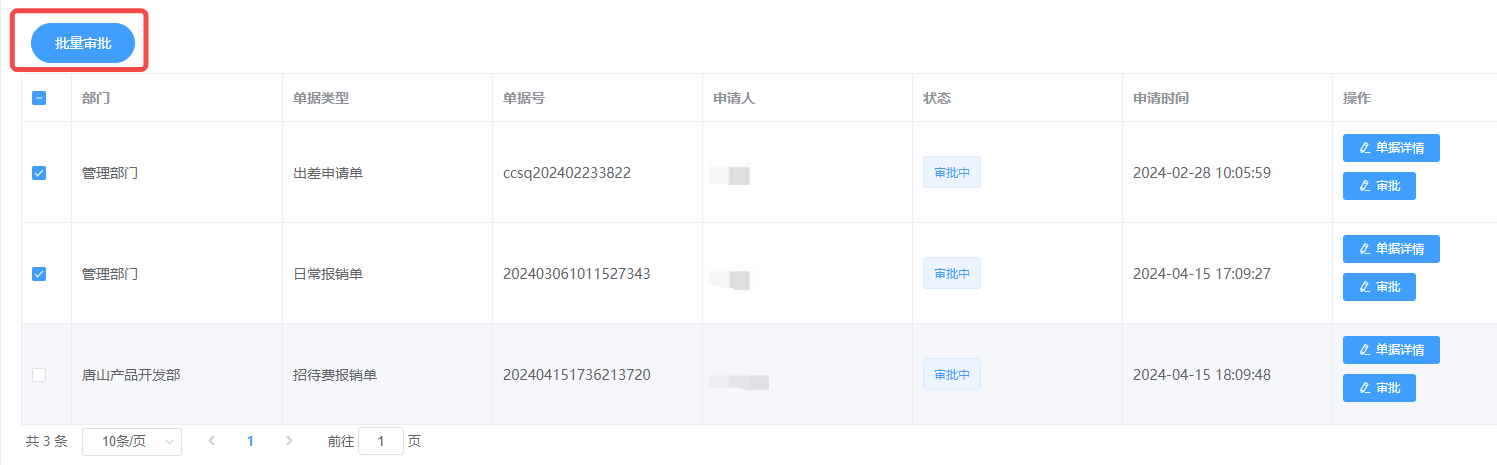 批量审批
部门 单据类型 单据号 申请人 状态 申请时间 操作
管理部门 出差申请单 ccsq202402233822 审批中 2024-02-28 10:05:59 单据详情
审批
管理部门 日常报销单 202403061011527343 审批中 2024-04-15 17:09:27 单据详情
审批
唐山产品开发部 招待费报销单 202404151736213720 审批中 2024-04-15 18:09:48 单据详情
审批
共 3 条 10条/页 1 前往 1 页